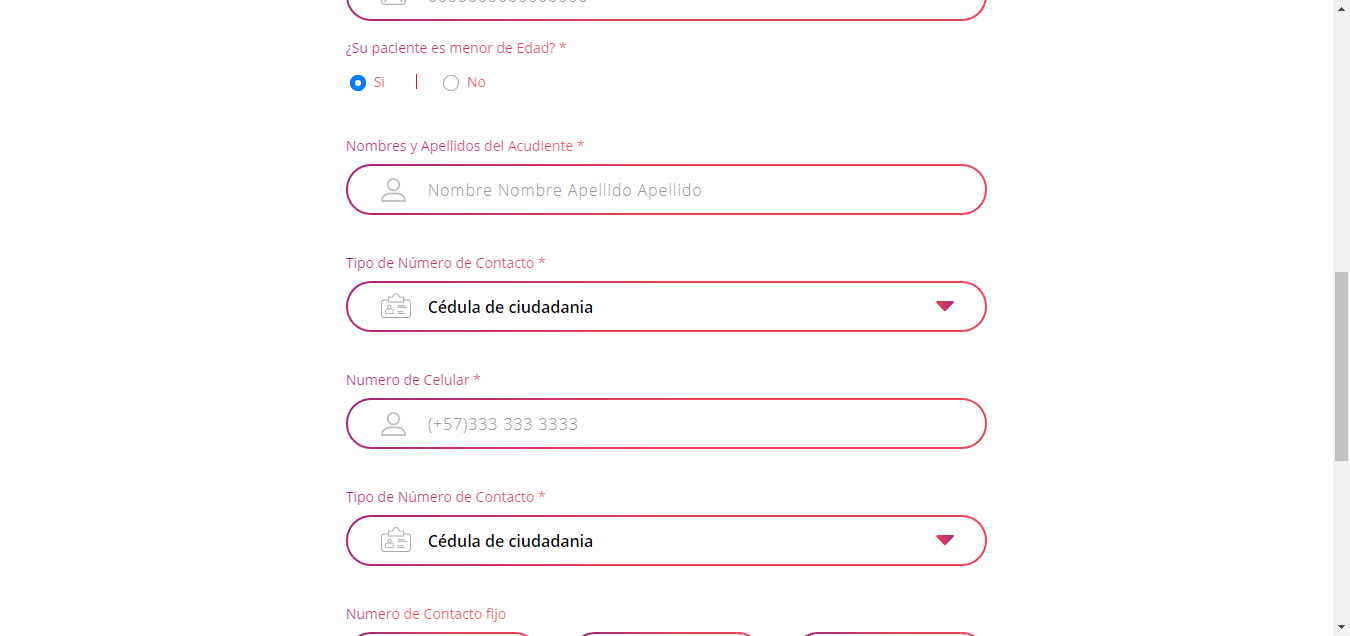 ¿Su paciente es menor de Edad? *
Si | No
Nombres y Apellidos del Acudiente *
Nombre Nombre Apellido Apellido
Tipo de Número de Contacto *
Cédula de ciudadania
Numero de Celular *
(+57)333 333 3333
Tipo de Número de Contacto *
Cédula de ciudadania
Numero de Contacto fijo